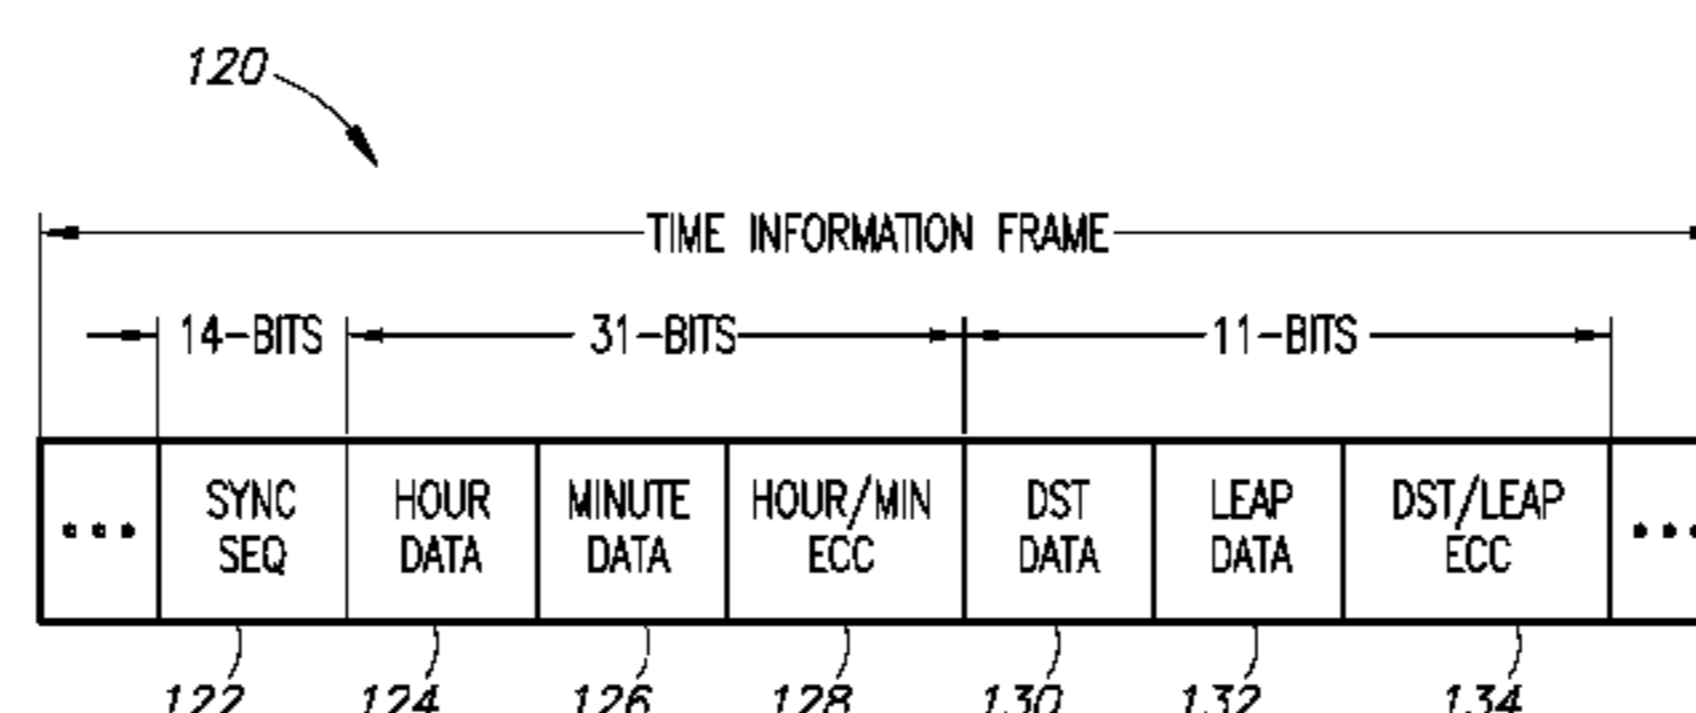 120
TIME INFORMATION FRAME
14-BITS 31-BITS 11-BITS
... SYNC SEQ HOUR DATA MINUTE DATA HOUR/MIN ECC DST DATA LEAP DATA DST/LEAP ECC ...
122 124 126 128 130 132 134